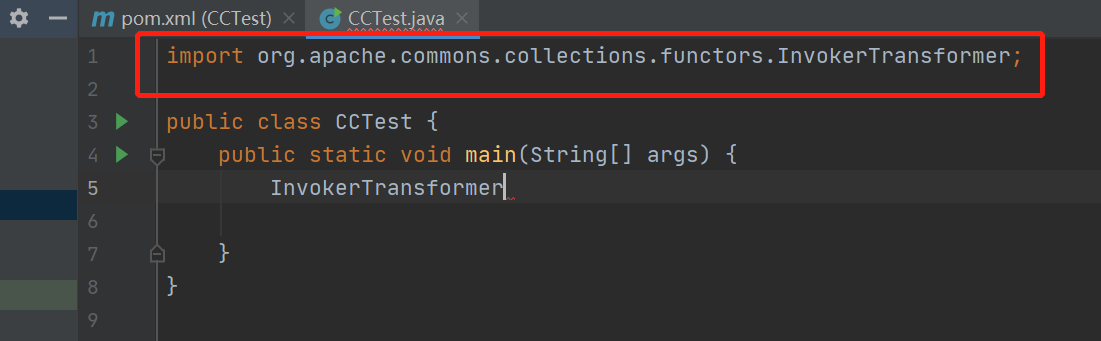 pom.xml (CCTest)
CCTest.java
1 import org.apache.commons.collections.functors.InvokerTransformer;
2
3 public class CCTest {
4 public static void main(String[] args) {
5 InvokerTransformer
6
7 }
8 }
9